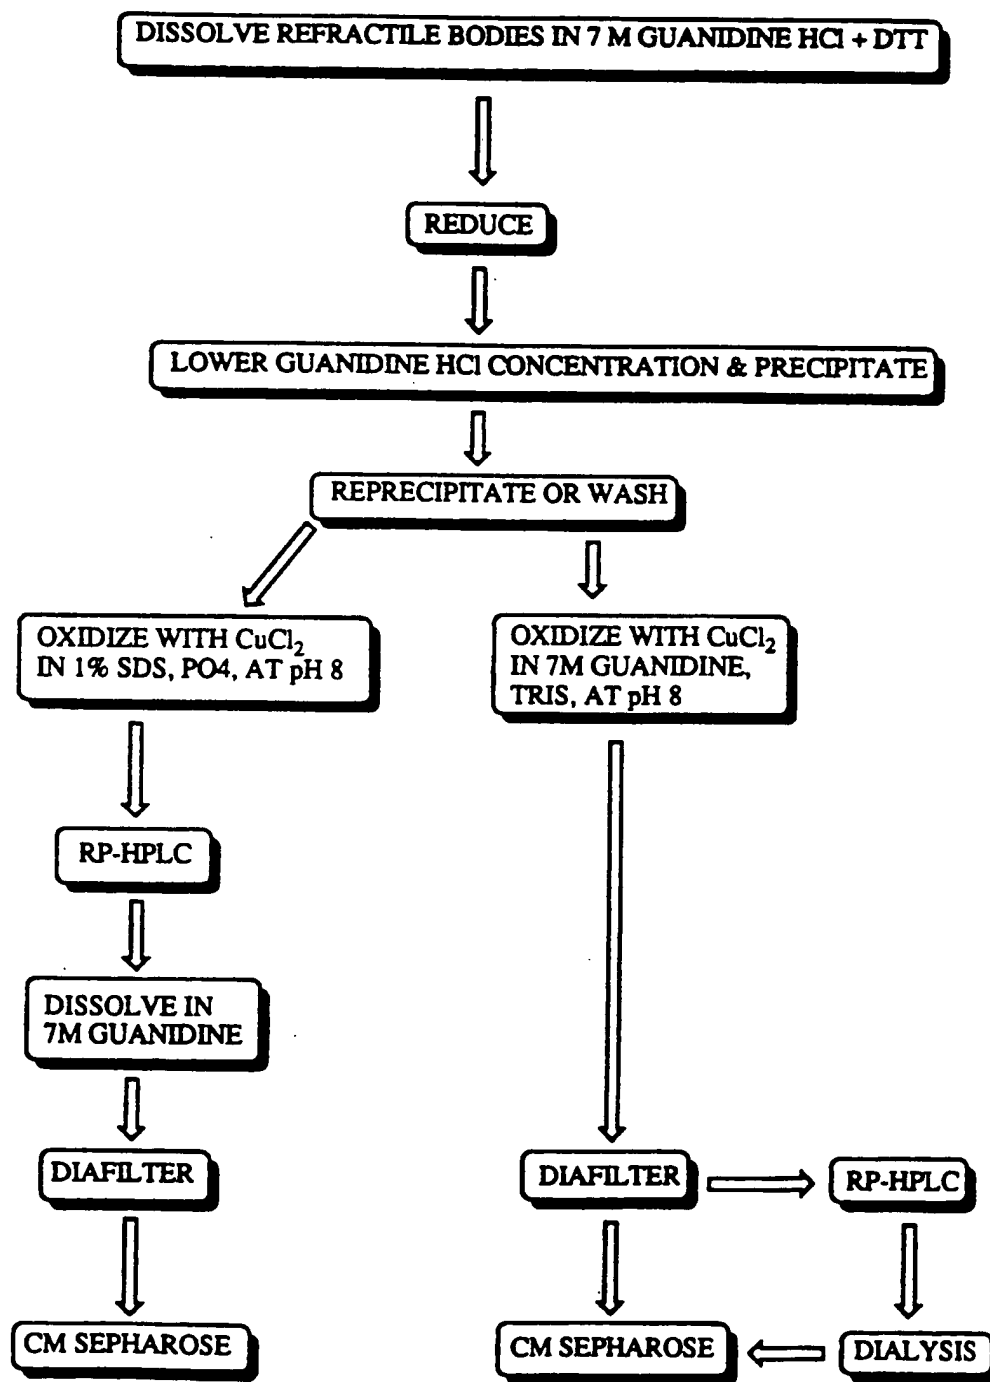 DISSOLVE REFRACTILE BODIES IN 7 M GUANIDINE HCl + DTT
REDUCE
LOWER GUANIDINE HCl CONCENTRATION & PRECIPITATE
REPRECIPITATE OR WASH
OXIDIZE WITH CuCl₂
IN 1% SDS, PO4, AT pH 8
OXIDIZE WITH CuCl₂
IN 7M GUANIDINE,
TRIS, AT pH 8
RP-HPLC
DISSOLVE IN
7M GUANIDINE
DIAFILTER
DIAFILTER
RP-HPLC
CM SEPHAROSE
CM SEPHAROSE
DIALYSIS